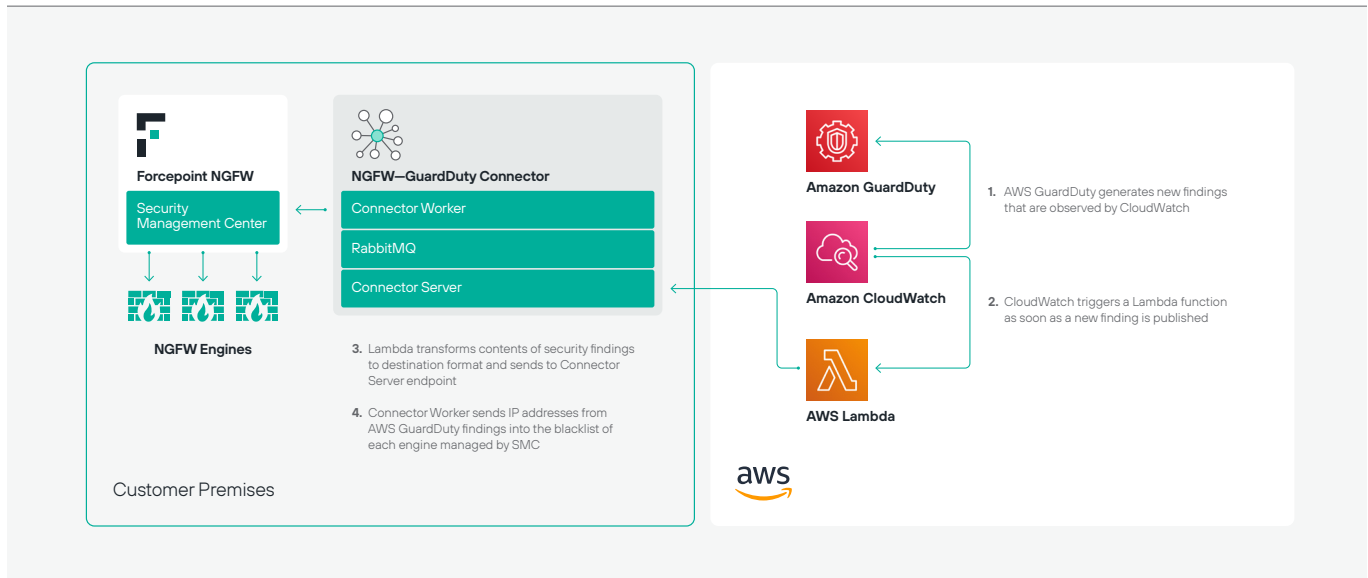 Forcepoint NGFW
Security
Management Center
NGFW Engines
NGFW—GuardDuty Connector
Connector Worker
RabbitMQ
Connector Server
3. Lambda transforms contents of security findings
to destination format and sends to Connector
Server endpoint
4. Connector Worker sends IP addresses from
AWS GuardDuty findings into the blacklist of
each engine managed by SMC
Customer Premises
Amazon GuardDuty
1. AWS GuardDuty generates new findings
that are observed by CloudWatch
Amazon CloudWatch
2. CloudWatch triggers a Lambda function
as soon as a new finding is published
AWS Lambda
aws